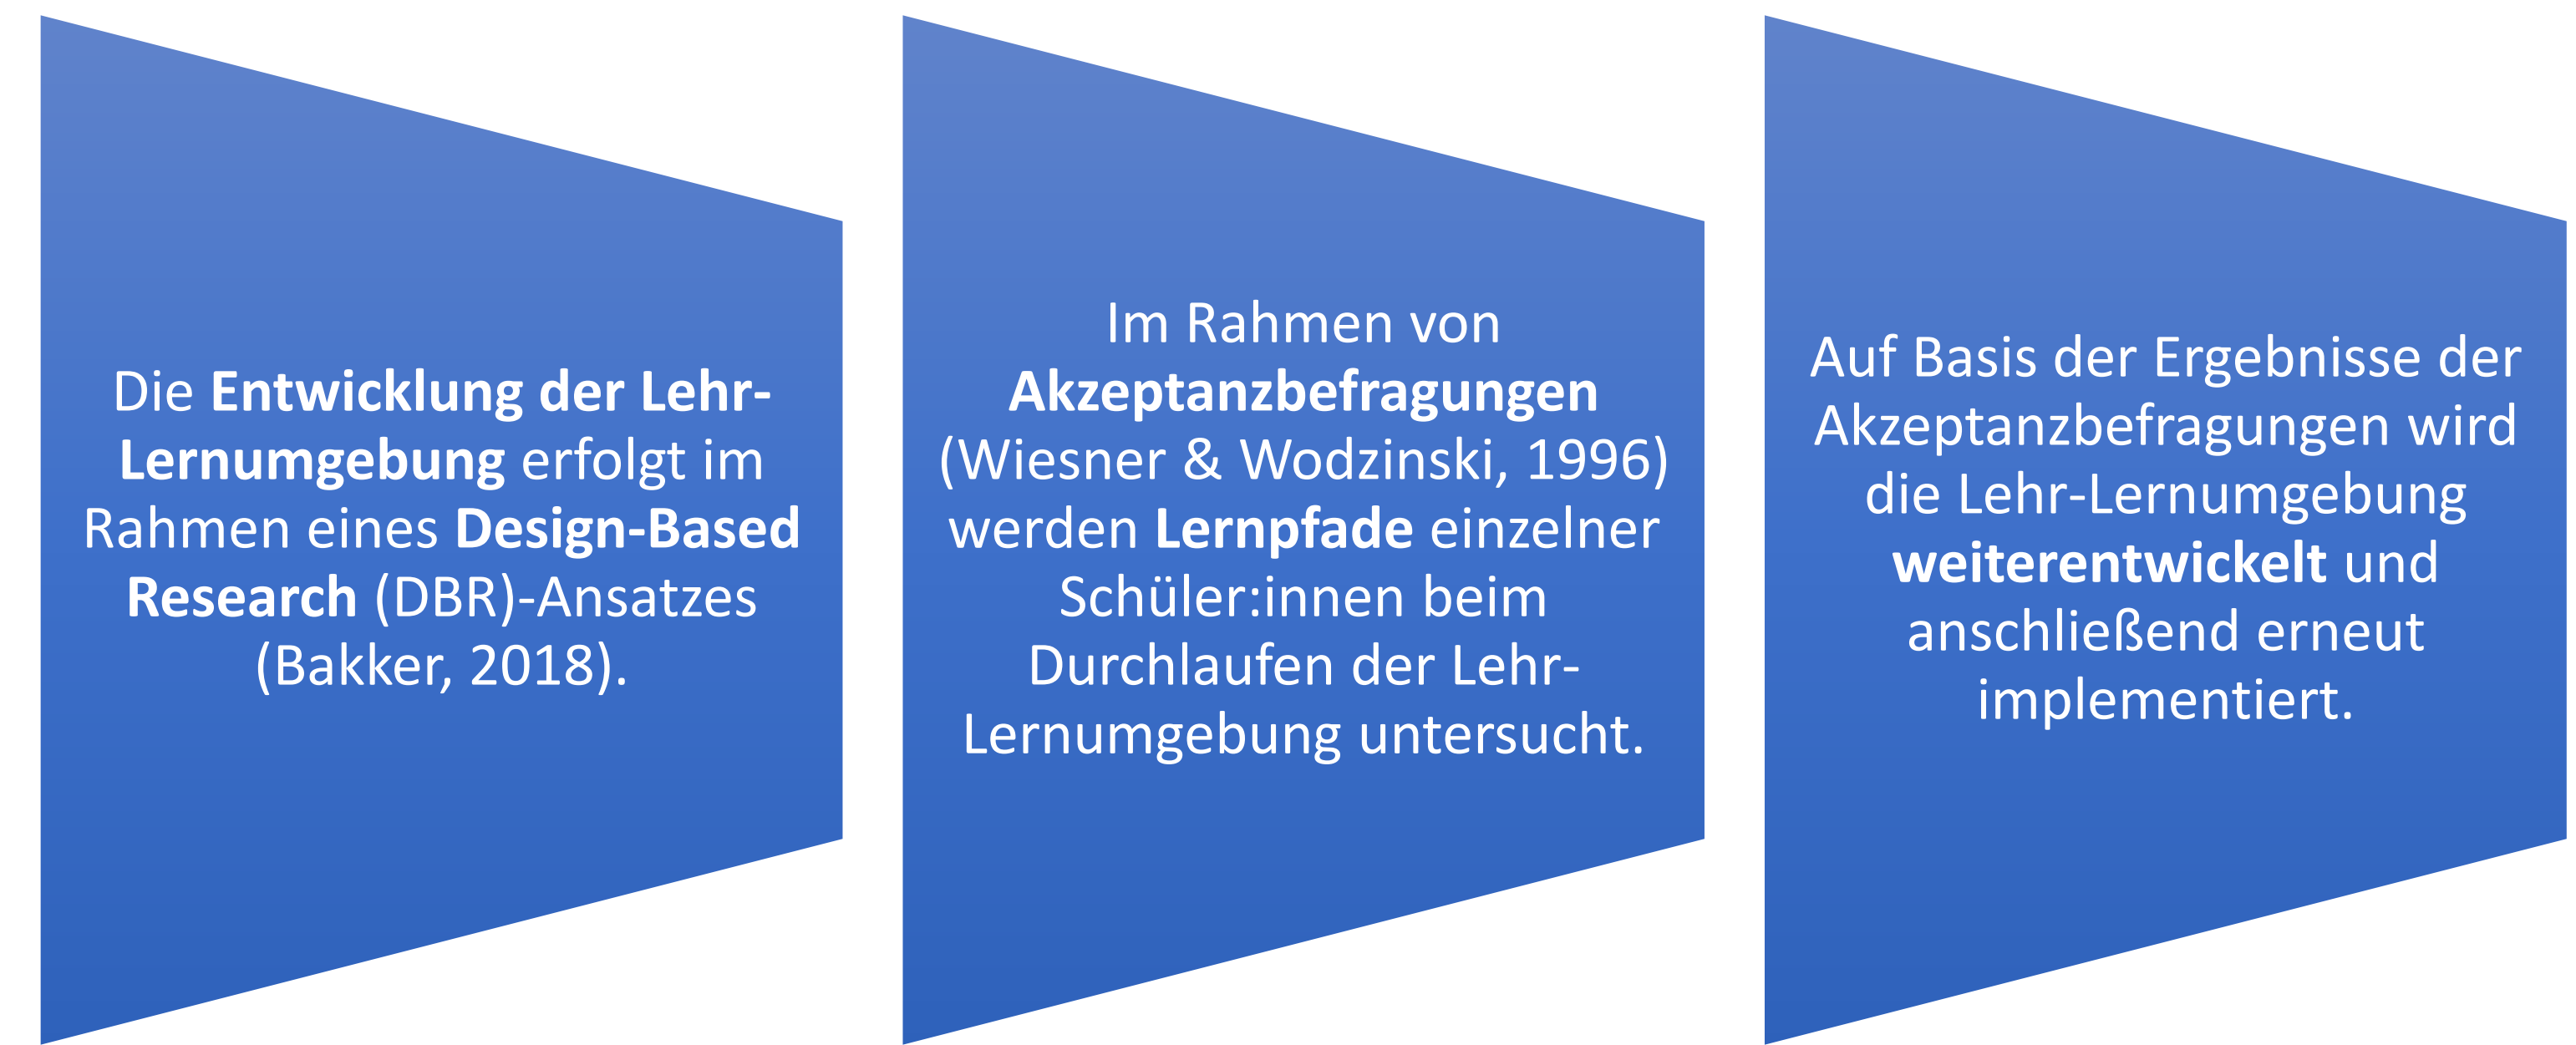 Die Entwicklung der Lehr-
Lernumgebung erfolgt im
Rahmen eines Design-Based
Research (DBR)-Ansatzes
(Bakker, 2018).
Im Rahmen von
Akzeptanzbefragungen
(Wiesner & Wodzinski, 1996)
werden Lernpfade einzelner
Schüler:innen beim
Durchlaufen der Lehr-
Lernumgebung untersucht.
Auf Basis der Ergebnisse der
Akzeptanzbefragungen wird
die Lehr-Lernumgebung
weiterentwickelt und
anschließend erneut
implementiert.